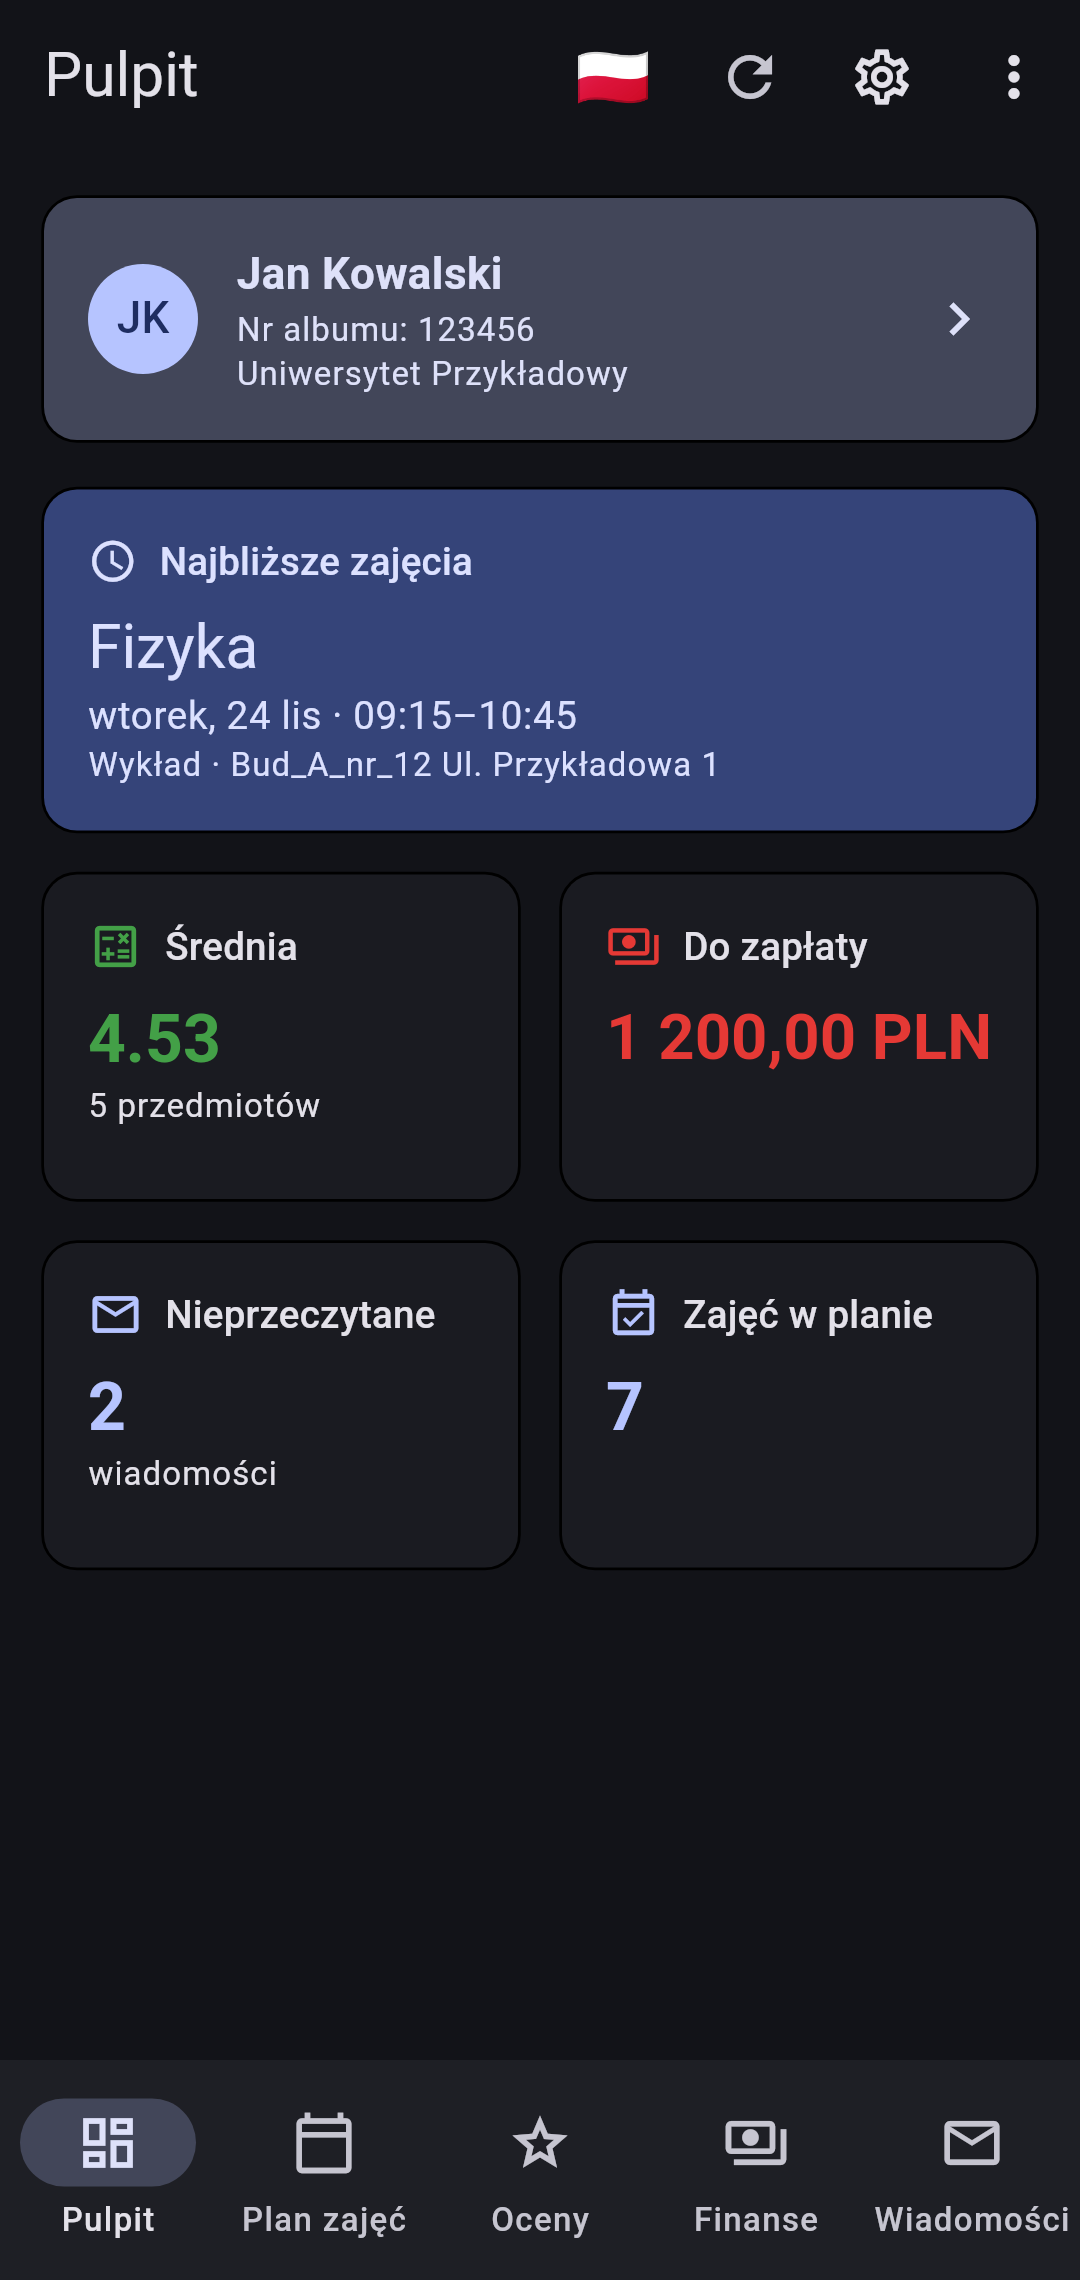 Pulpit
JK
Jan Kowalski
Nr albumu: 123456
Uniwersytet Przykładowy
Najbliższe zajęcia
Fizyka
wtorek, 24 lis · 09:15–10:45
Wykład · Bud_A_nr_12 Ul. Przykładowa 1
Średnia
4.53
5 przedmiotów
Do zapłaty
1 200,00 PLN
Nieprzeczytane
2
wiadomości
Zajęć w planie
7
Pulpit
Plan zajęć
Oceny
Finanse
Wiadomości